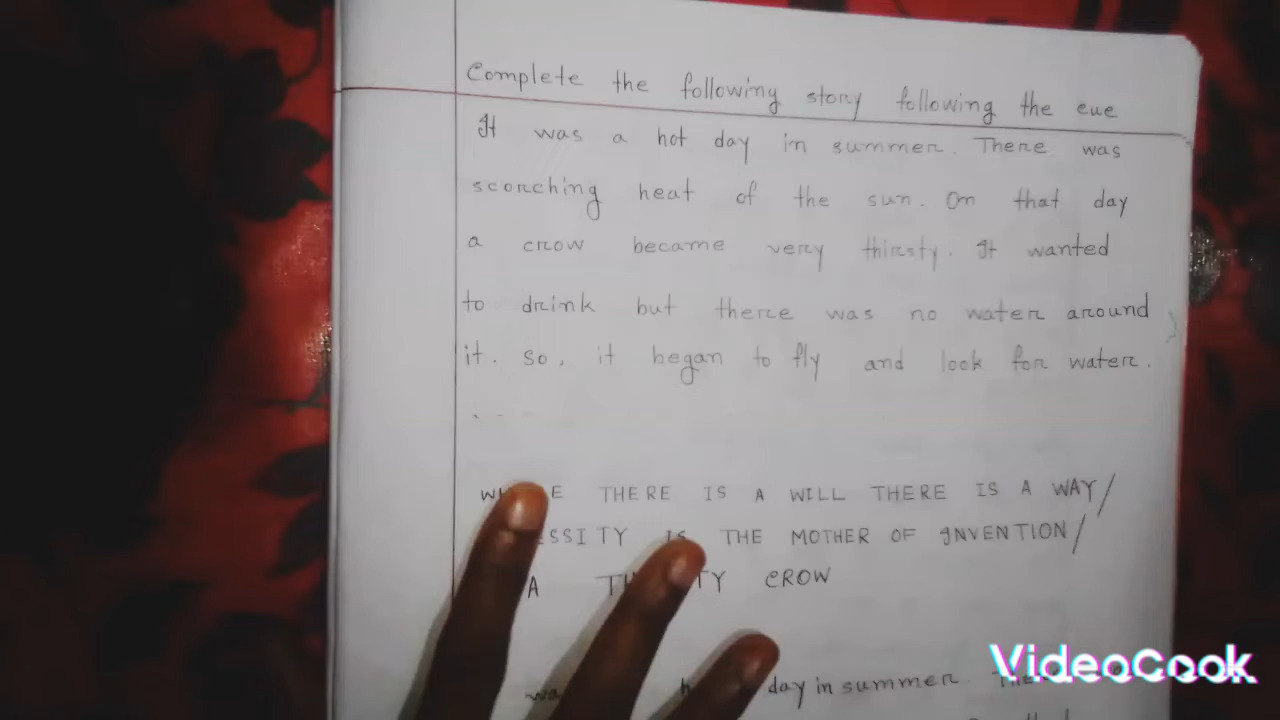 Complete the following story following the cue
It was a hot day in summer. There was
scorching heat of the sun. On that day
a crow became very thirsty. It wanted
to drink but there was no water around
it. So, it began to fly and look for water.
....
THERE IS A WILL THERE IS A WAY/
IS THE MOTHER OF INVENTION/
A CROW
day in summer.
VideoCook